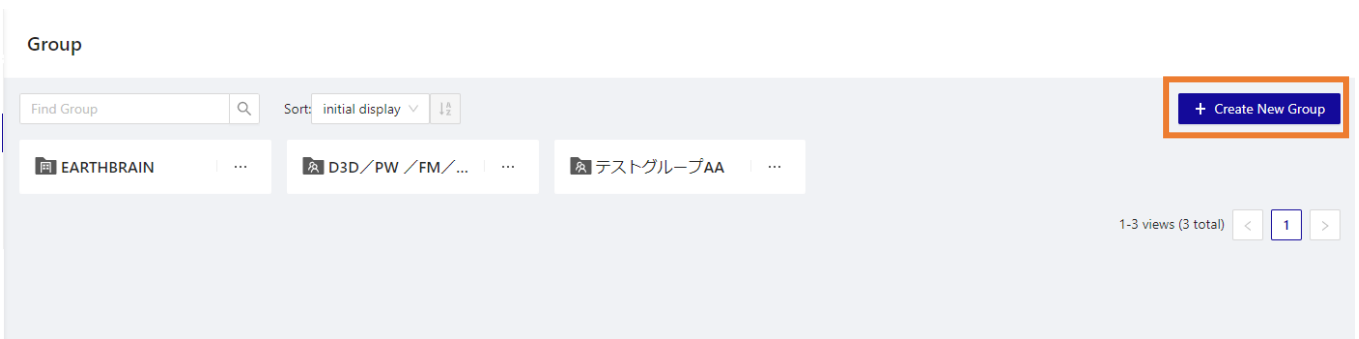 Group
Find Group
Sort: initial display
+ Create New Group
EARTHBRAIN ...
D3D／PW ／FM／... ...
テストグループAA ...
1-3 views (3 total) < 1 >